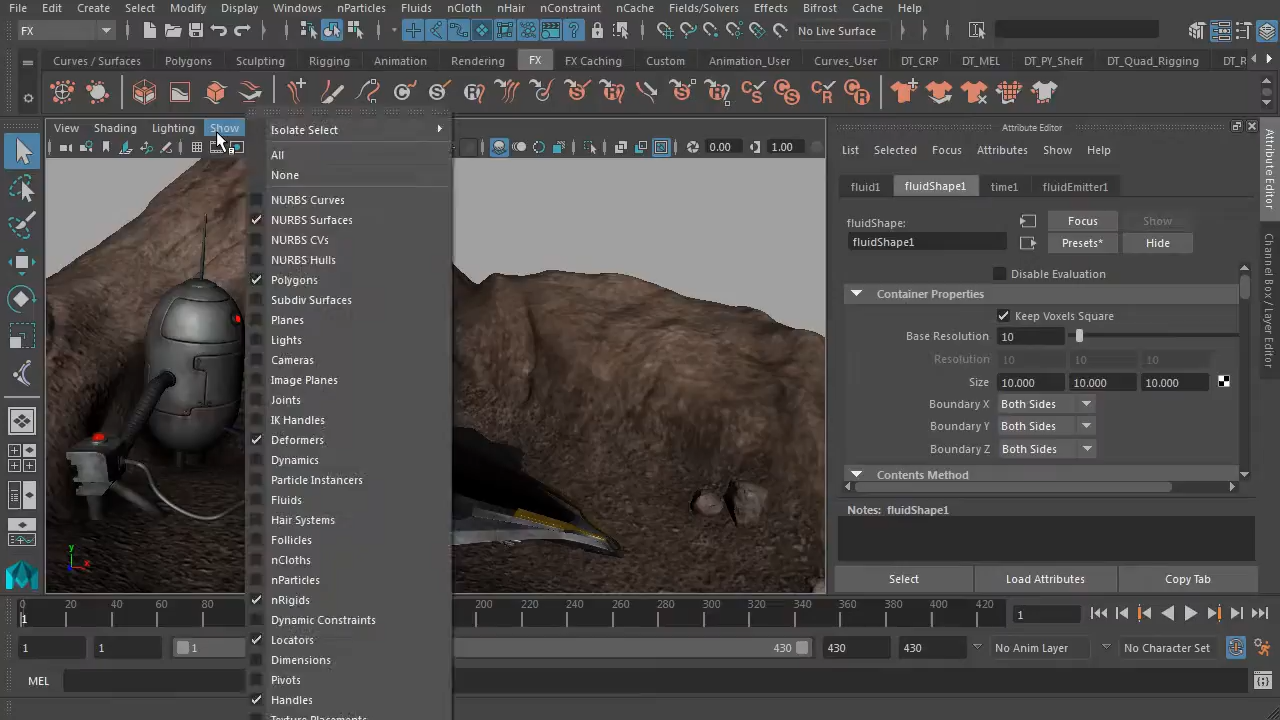 File Edit Create Select Modify Display Windows nParticles Fluids nCloth nHair nConstraint nCache Fields/Solvers Effects Bifrost Cache Help
FX No Live Surface
Curves / Surfaces Polygons Sculpting Rigging Animation Rendering FX FX Caching Custom Animation_User Curves_User DT_CRP DT_MEL DT_PY_Shelf DT_Quad_Rigging DT_R
View Shading Lighting Show
0.00 1.00
Isolate Select
All
None
NURBS Curves
NURBS Surfaces
NURBS CVs
NURBS Hulls
Polygons
Subdiv Surfaces
Planes
Lights
Cameras
Image Planes
Joints
IK Handles
Deformers
Dynamics
Particle Instancers
Fluids
Hair Systems
Follicles
nCloths
nParticles
nRigids
Dynamic Constraints
Locators
Dimensions
Pivots
Handles
Texture Placements
y
x
Attribute Editor
List Selected Focus Attributes Show Help
fluid1 fluidShape1 time1 fluidEmitter1
fluidShape:
fluidShape1
Focus Show
Presets* Hide
Disable Evaluation
Container Properties
Keep Voxels Square
Base Resolution 10
Resolution 10 10 10
Size 10.000 10.000 10.000
Boundary X Both Sides
Boundary Y Both Sides
Boundary Z Both Sides
Contents Method
Notes: fluidShape1
Select Load Attributes Copy Tab
Attribute Editor
Channel Box / Layer Editor
0 20 40 60 80 200 220 240 260 280 300 320 340 360 380 400 420
1 1
1 1 1 430 430 430 No Anim Layer No Character Set
MEL